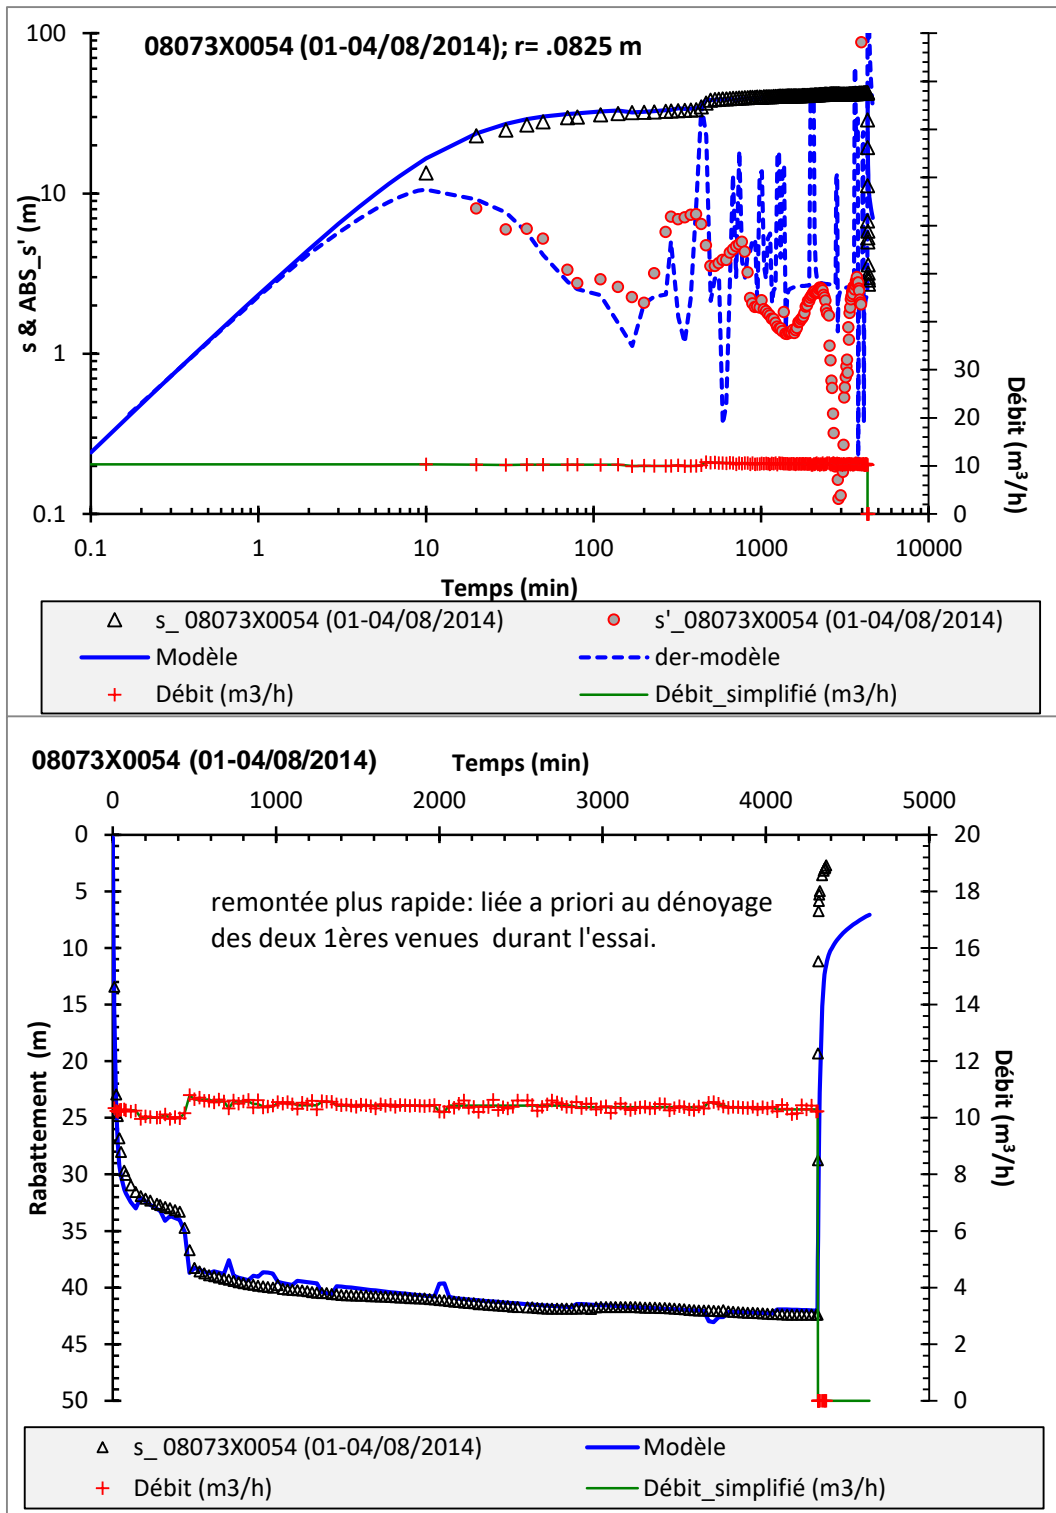 08073X0054 (01-04/08/2014); r= .0825 m
100
10
1
0.1
s & ABS_s' (m)
30
20
10
0
Débit (m³/h)
0.1 1 10 100 1000 10000
Temps (min)
s_ 08073X0054 (01-04/08/2014)
s'_08073X0054 (01-04/08/2014)
Modèle
der-modèle
Débit (m3/h)
Débit_simplifié (m3/h)
08073X0054 (01-04/08/2014)
Temps (min)
0 1000 2000 3000 4000 5000
0
5
10
15
20
25
30
35
40
45
50
Rabattement (m)
remontée plus rapide: liée a priori au dénoyage
des deux 1ères venues durant l'essai.
20
18
16
14
12
10
8
6
4
2
0
Débit (m³/h)
s_ 08073X0054 (01-04/08/2014)
Modèle
Débit (m3/h)
Débit_simplifié (m3/h)